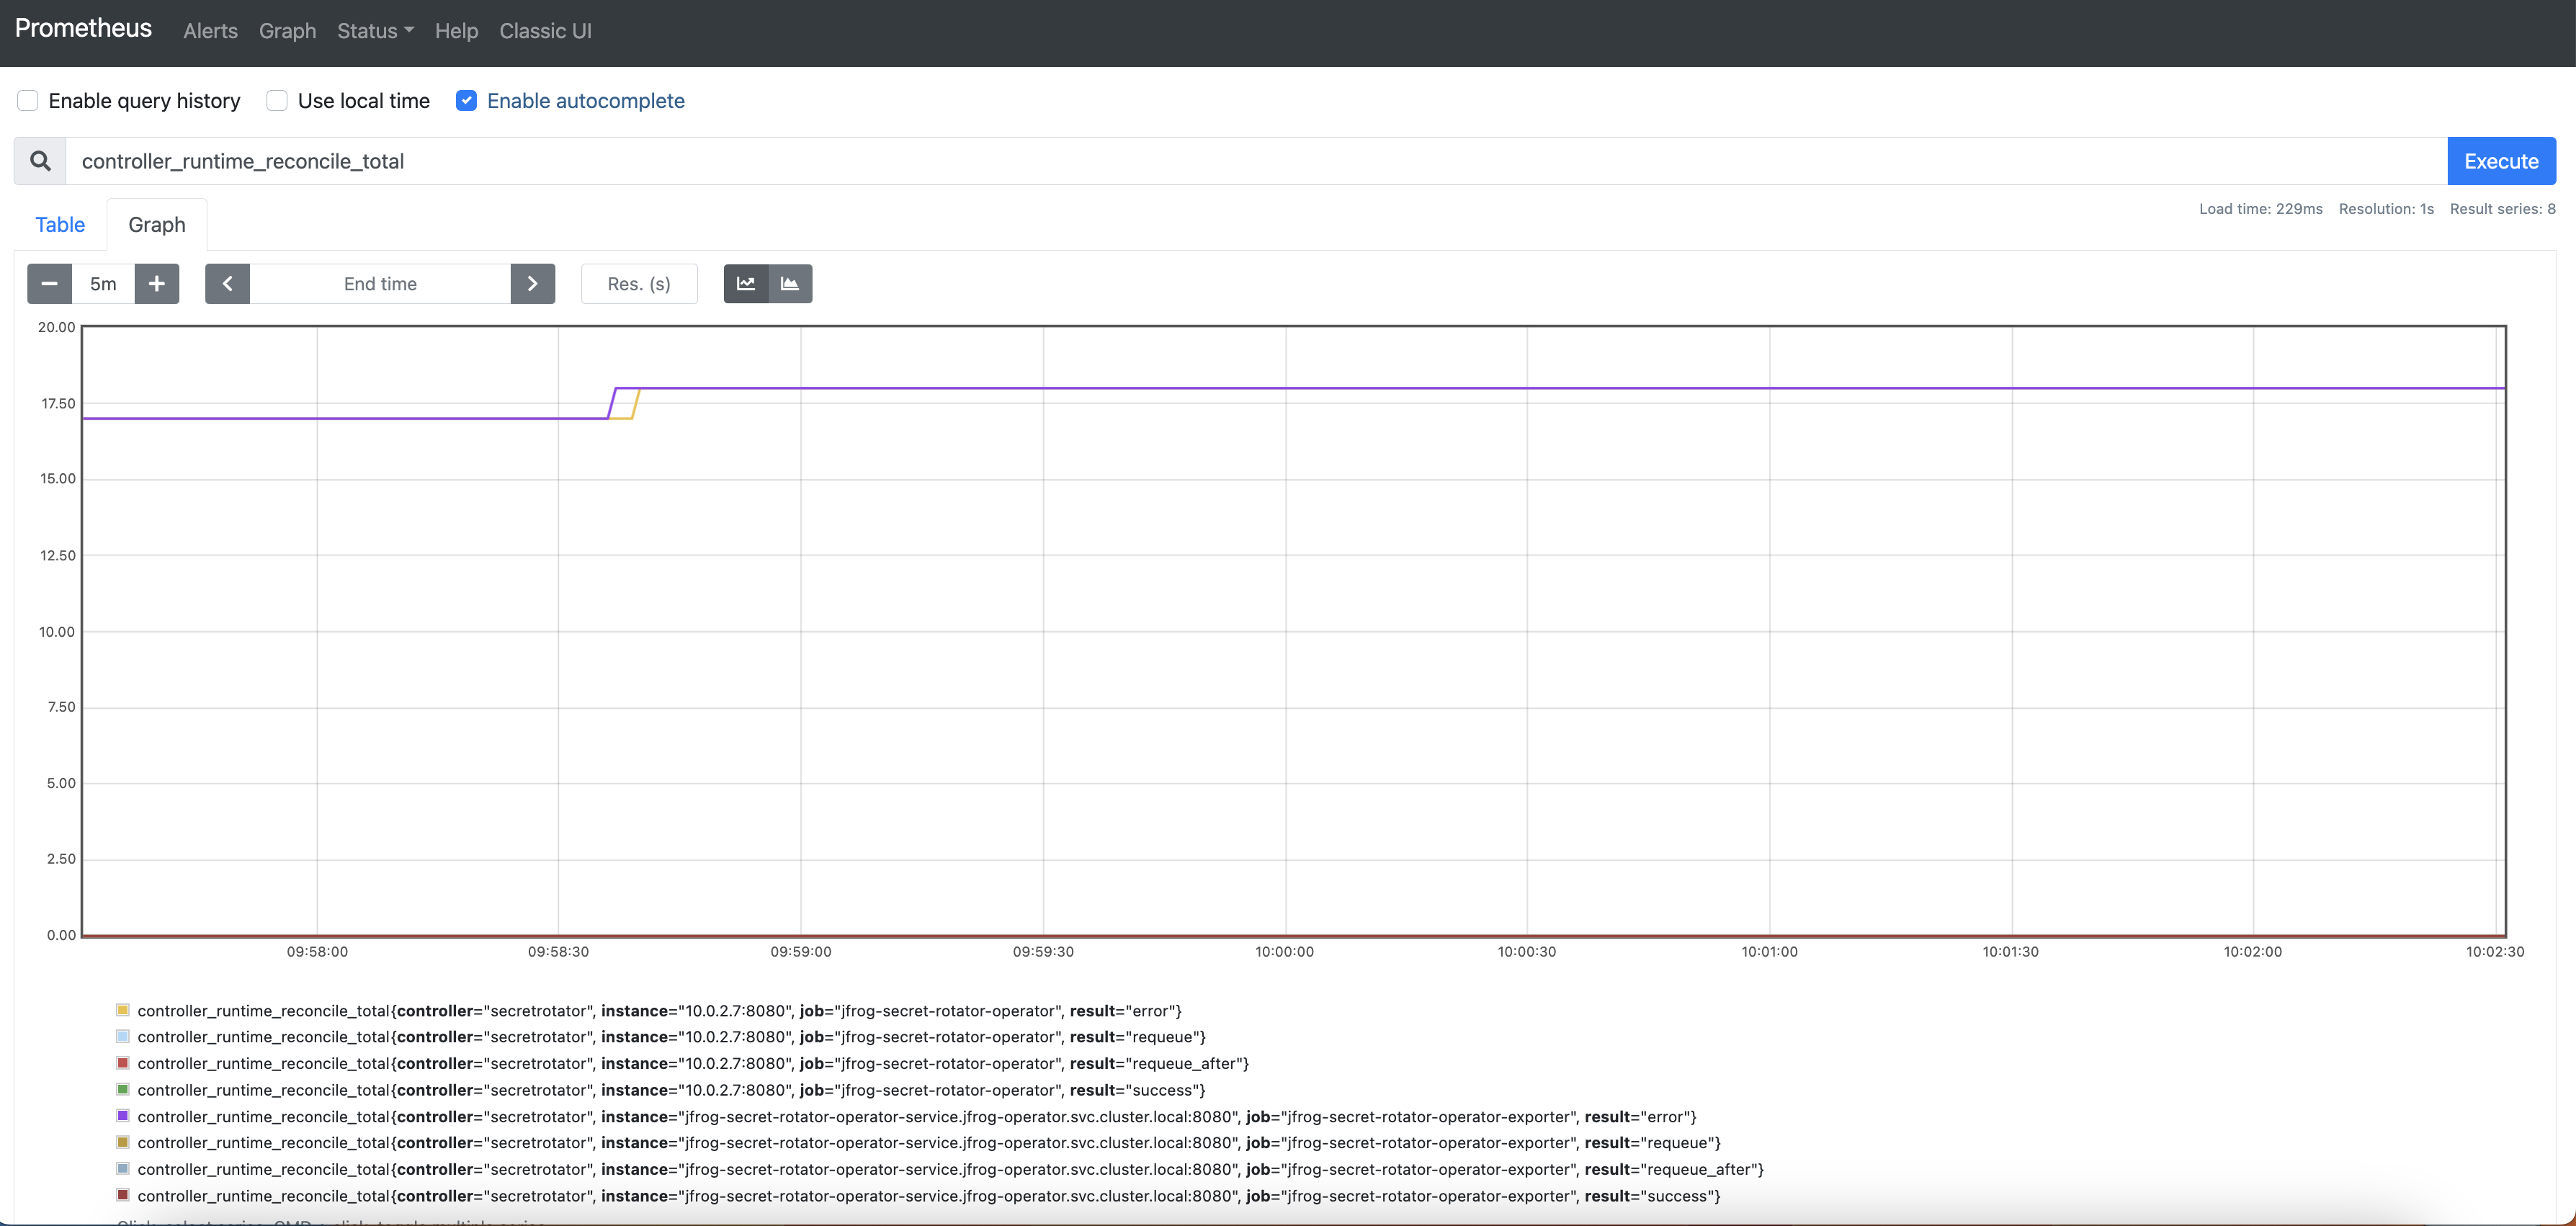 Prometheus Alerts Graph Status Help Classic UI
Enable query history Use local time Enable autocomplete
controller_runtime_reconcile_total Execute
Table Graph Load time: 229ms Resolution: 1s Result series: 8
5m End time Res. (s)
20.00
17.50
15.00
12.50
10.00
7.50
5.00
2.50
0.00
09:58:00 09:58:30 09:59:00 09:59:30 10:00:00 10:00:30 10:01:00 10:01:30 10:02:00 10:02:30
controller_runtime_reconcile_total{controller="secretrotator", instance="10.0.2.7:8080", job="jfrog-secret-rotator-operator", result="error"}
controller_runtime_reconcile_total{controller="secretrotator", instance="10.0.2.7:8080", job="jfrog-secret-rotator-operator", result="requeue"}
controller_runtime_reconcile_total{controller="secretrotator", instance="10.0.2.7:8080", job="jfrog-secret-rotator-operator", result="requeue_after"}
controller_runtime_reconcile_total{controller="secretrotator", instance="10.0.2.7:8080", job="jfrog-secret-rotator-operator", result="success"}
controller_runtime_reconcile_total{controller="secretrotator", instance="jfrog-secret-rotator-operator-service.jfrog-operator.svc.cluster.local:8080", job="jfrog-secret-rotator-operator-exporter", result="error"}
controller_runtime_reconcile_total{controller="secretrotator", instance="jfrog-secret-rotator-operator-service.jfrog-operator.svc.cluster.local:8080", job="jfrog-secret-rotator-operator-exporter", result="requeue"}
controller_runtime_reconcile_total{controller="secretrotator", instance="jfrog-secret-rotator-operator-service.jfrog-operator.svc.cluster.local:8080", job="jfrog-secret-rotator-operator-exporter", result="requeue_after"}
controller_runtime_reconcile_total{controller="secretrotator", instance="jfrog-secret-rotator-operator-service.jfrog-operator.svc.cluster.local:8080", job="jfrog-secret-rotator-operator-exporter", result="success"}